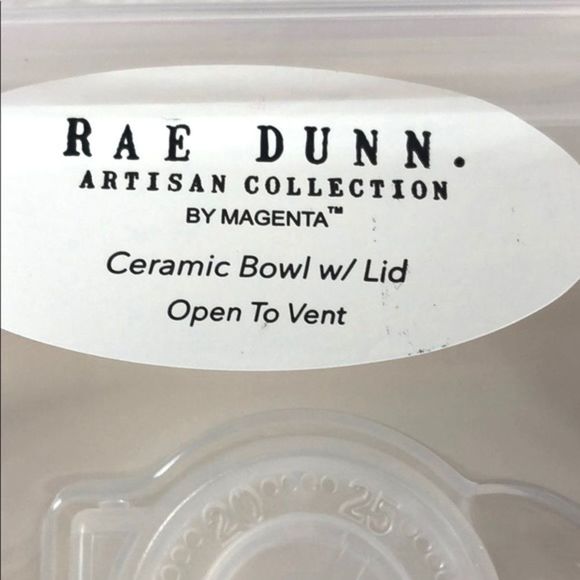 RAE DUNN.
ARTISAN COLLECTION
BY MAGENTA™
Ceramic Bowl w/ Lid
Open To Vent
20 25